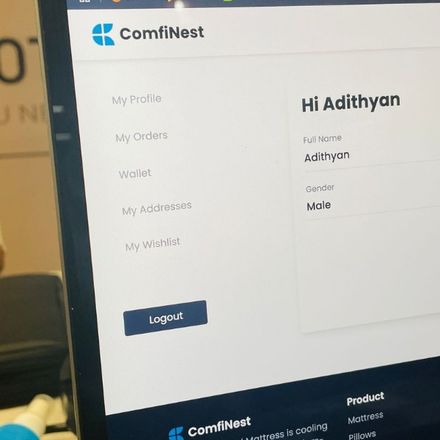 ComfiNest
My Profile
My Orders
Wallet
My Addresses
My Wishlist
Logout
Hi Adithyan
Full Name
Adithyan
Gender
Male
ComfiNest
Mattress is cooling
Product
Mattress
Pillows